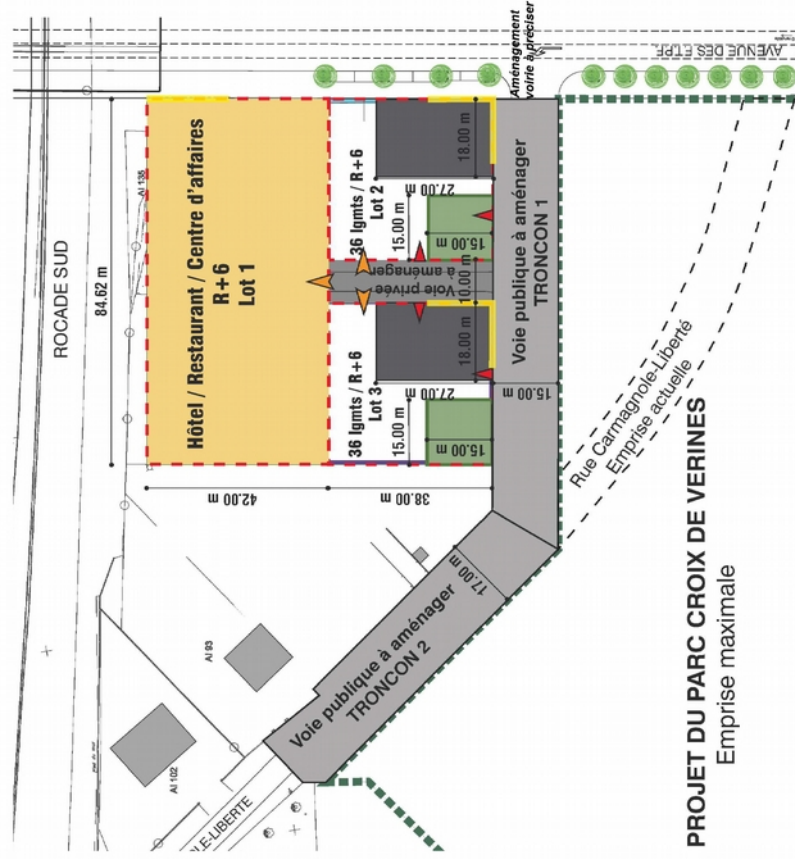 ROCADE SUD
84.62 m
AI 135
Hôtel / Restaurant / Centre d'affaires
R+6
Lot 1
42.00 m
38.00 m
36 lgmts / R+6
Lot 2
18.00 m
27.00 m
15.00 m
15.00 m
Voie privée
à aménager
10.00 m
36 lgmts / R+6
Lot 3
18.00 m
27.00 m
15.00 m
15.00 m
Aménagement
voirie à préciser
AVENUE DES ETPF
Voie publique à aménager
TRONCON 1
15.00 m
17.00 m
Voie publique à aménager
TRONCON 2
AI 93
AI 102
LE-LIBERTE
Rue Carmagnole-Liberté
Emprise actuelle
PROJET DU PARC CROIX DE VERINES
Emprise maximale